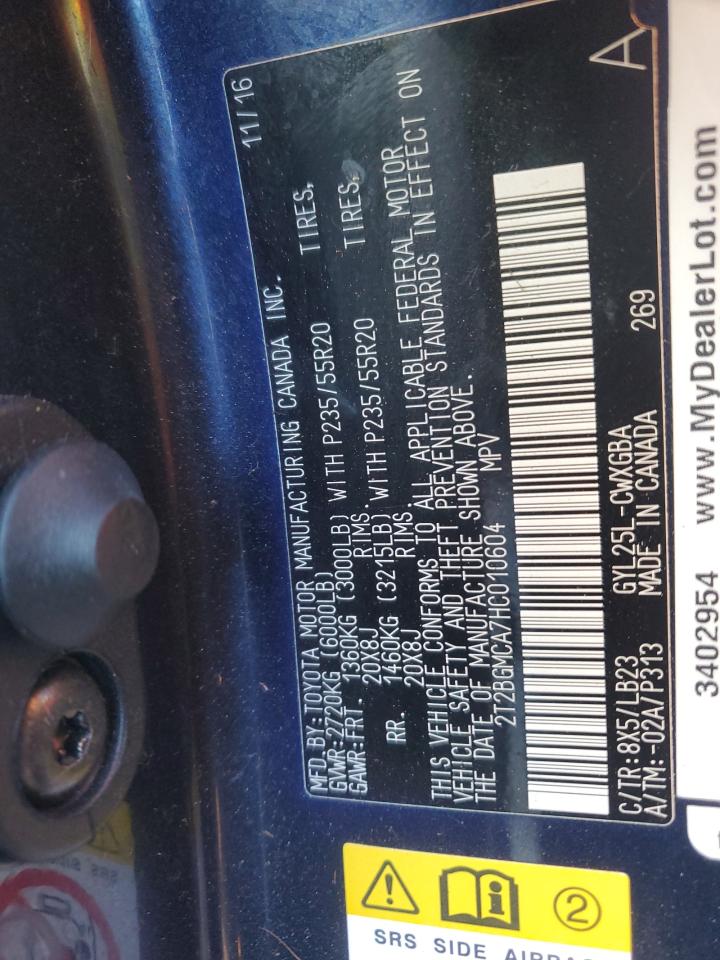 MFD. BY: TOYOTA MOTOR MANUFACTURING CANADA INC. 11/16
GVWR: 2720KG (6000LB)
GAWR: FRT. 1360KG (3000LB) WITH P235/55R20 TIRES,
20X8J RIMS.
RR. 1460KG (3215LB) WITH P235/55R20 TIRES,
20X8J RIMS.
THIS VEHICLE CONFORMS TO ALL APPLICABLE FEDERAL MOTOR
VEHICLE SAFETY AND THEFT PREVENTION STANDARDS IN EFFECT ON
THE DATE OF MANUFACTURE SHOWN ABOVE.
2T2BGMCA7HC010604 MPV
C/TR: 8X5/LB23 GYL25L-CWXGBA
A/TM: -02A/P313 MADE IN CANADA 269
A
3402954 www.MyDealerLot.com
2
SRS SIDE